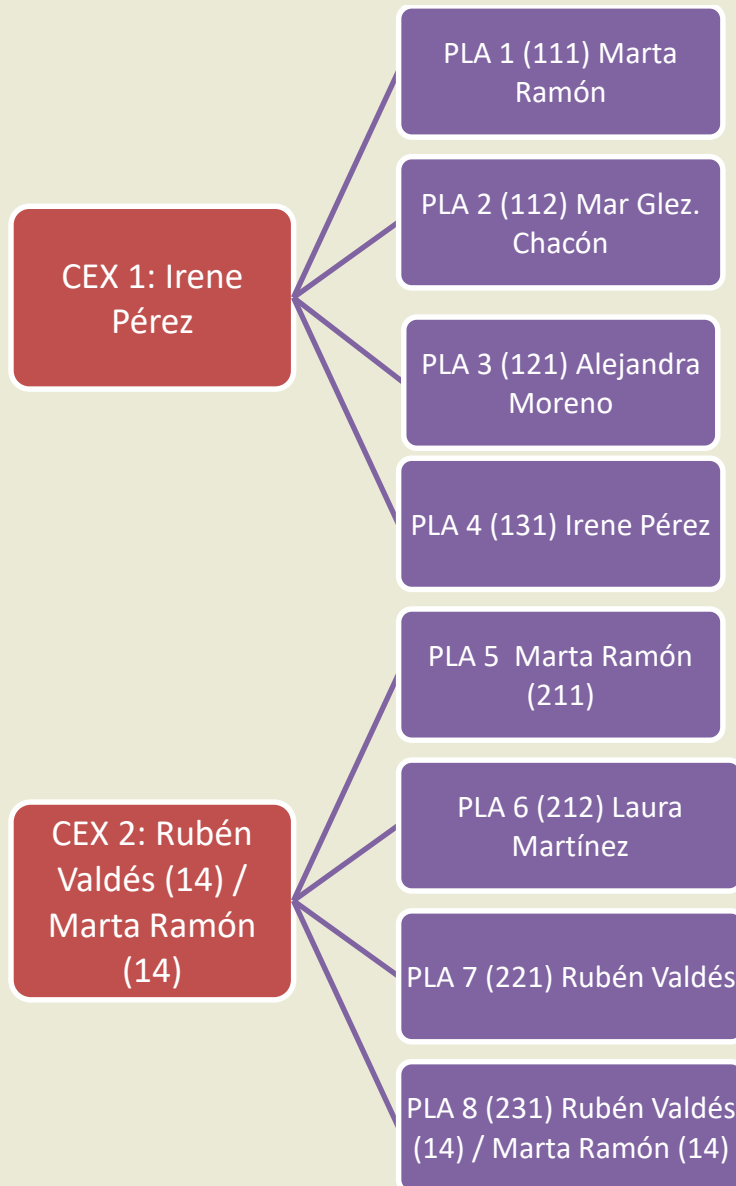 CEX 1: Irene
Pérez
PLA 1 (111) Marta
Ramón
PLA 2 (112) Mar Glez.
Chacón
PLA 3 (121) Alejandra
Moreno
PLA 4 (131) Irene Pérez
CEX 2: Rubén
Valdés (14) /
Marta Ramón
(14)
PLA 5  Marta Ramón
(211)
PLA 6 (212) Laura
Martínez
PLA 7 (221) Rubén Valdés
PLA 8 (231) Rubén Valdés
(14) / Marta Ramón (14)